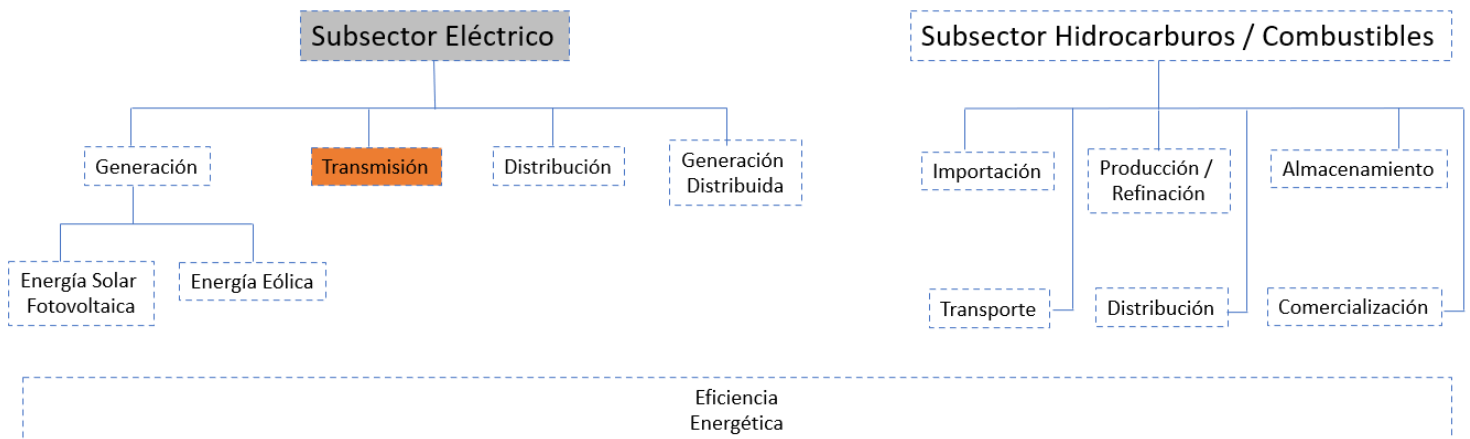 Subsector Eléctrico
Subsector Hidrocarburos / Combustibles
Generación
Transmisión
Distribución
Generación
Distribuida
Energía Solar
Fotovoltaica
Energía Eólica
Importación
Producción /
Refinación
Almacenamiento
Transporte
Distribución
Comercialización
Eficiencia
Energética